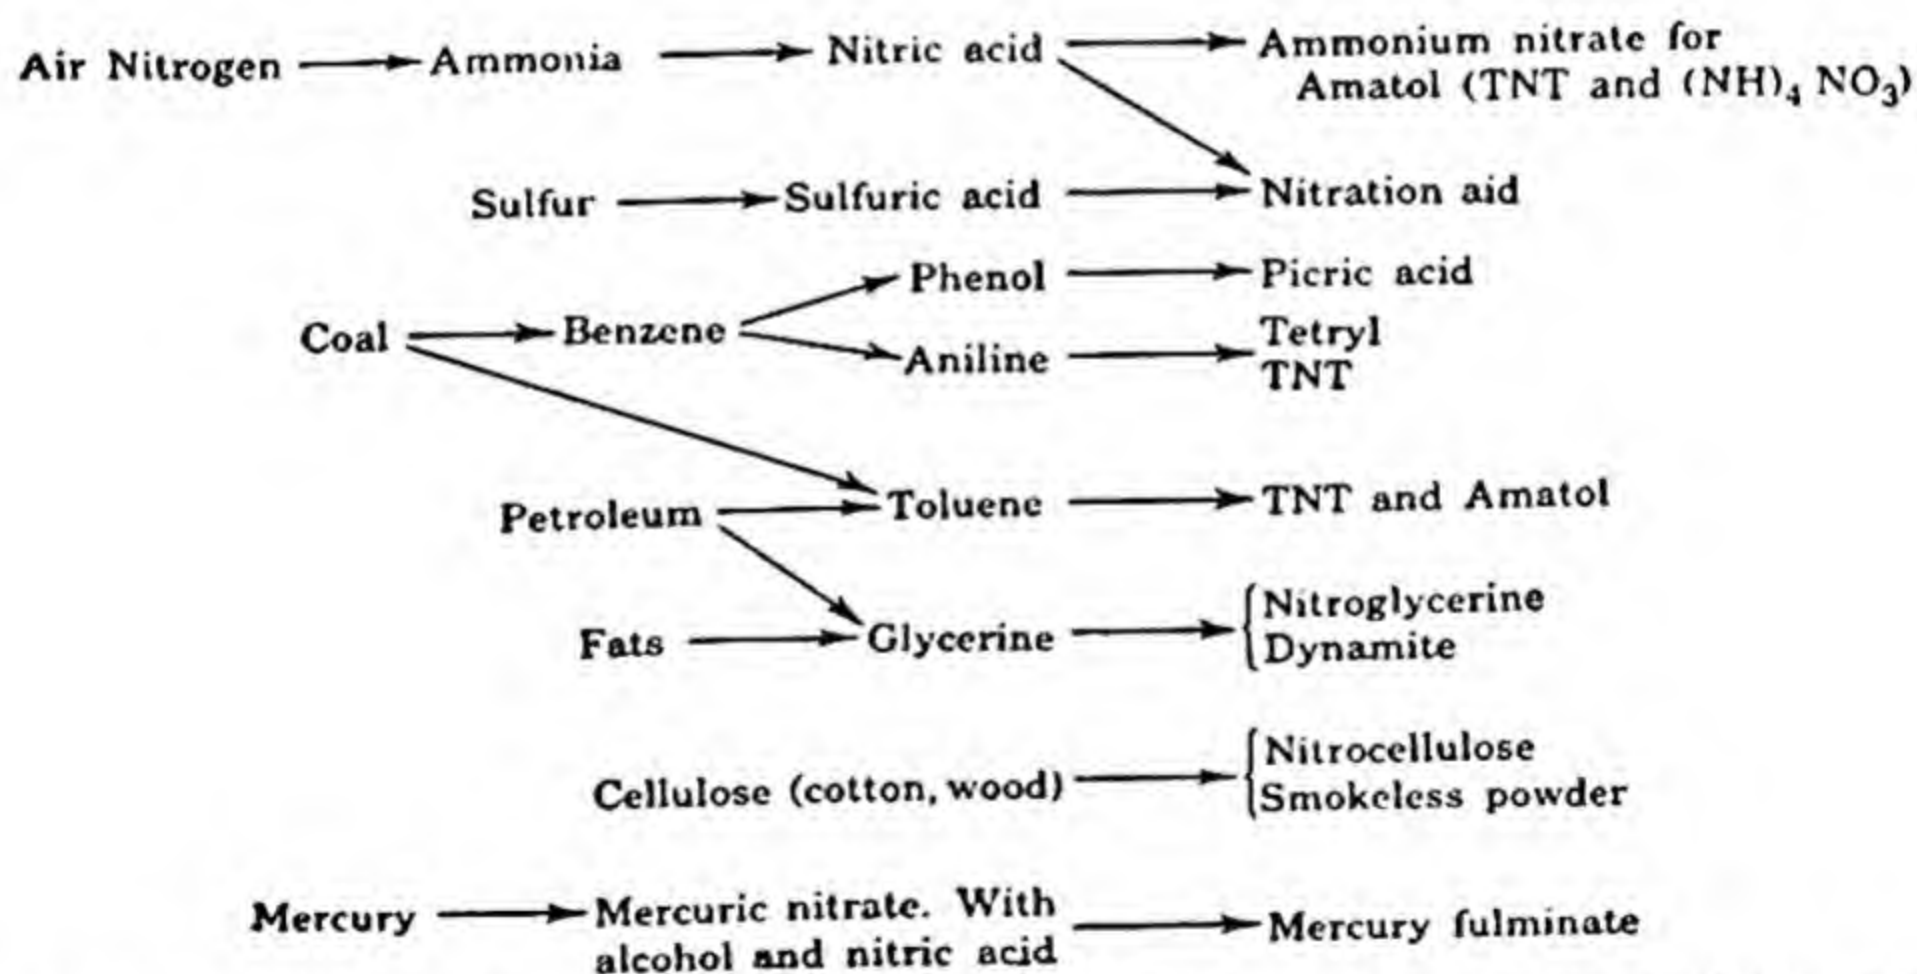 Air Nitrogen Ammonia Nitric acid Ammonium nitrate for
Amatol (TNT and (NH)₄ NO₃)
Sulfur Sulfuric acid Nitration aid
Phenol Picric acid
Coal Benzene Aniline Tetryl
TNT
Petroleum Toluene TNT and Amatol
Fats Glycerine Nitroglycerine
Dynamite
Cellulose (cotton, wood) Nitrocellulose
Smokeless powder
Mercury Mercuric nitrate. With
alcohol and nitric acid Mercury fulminate